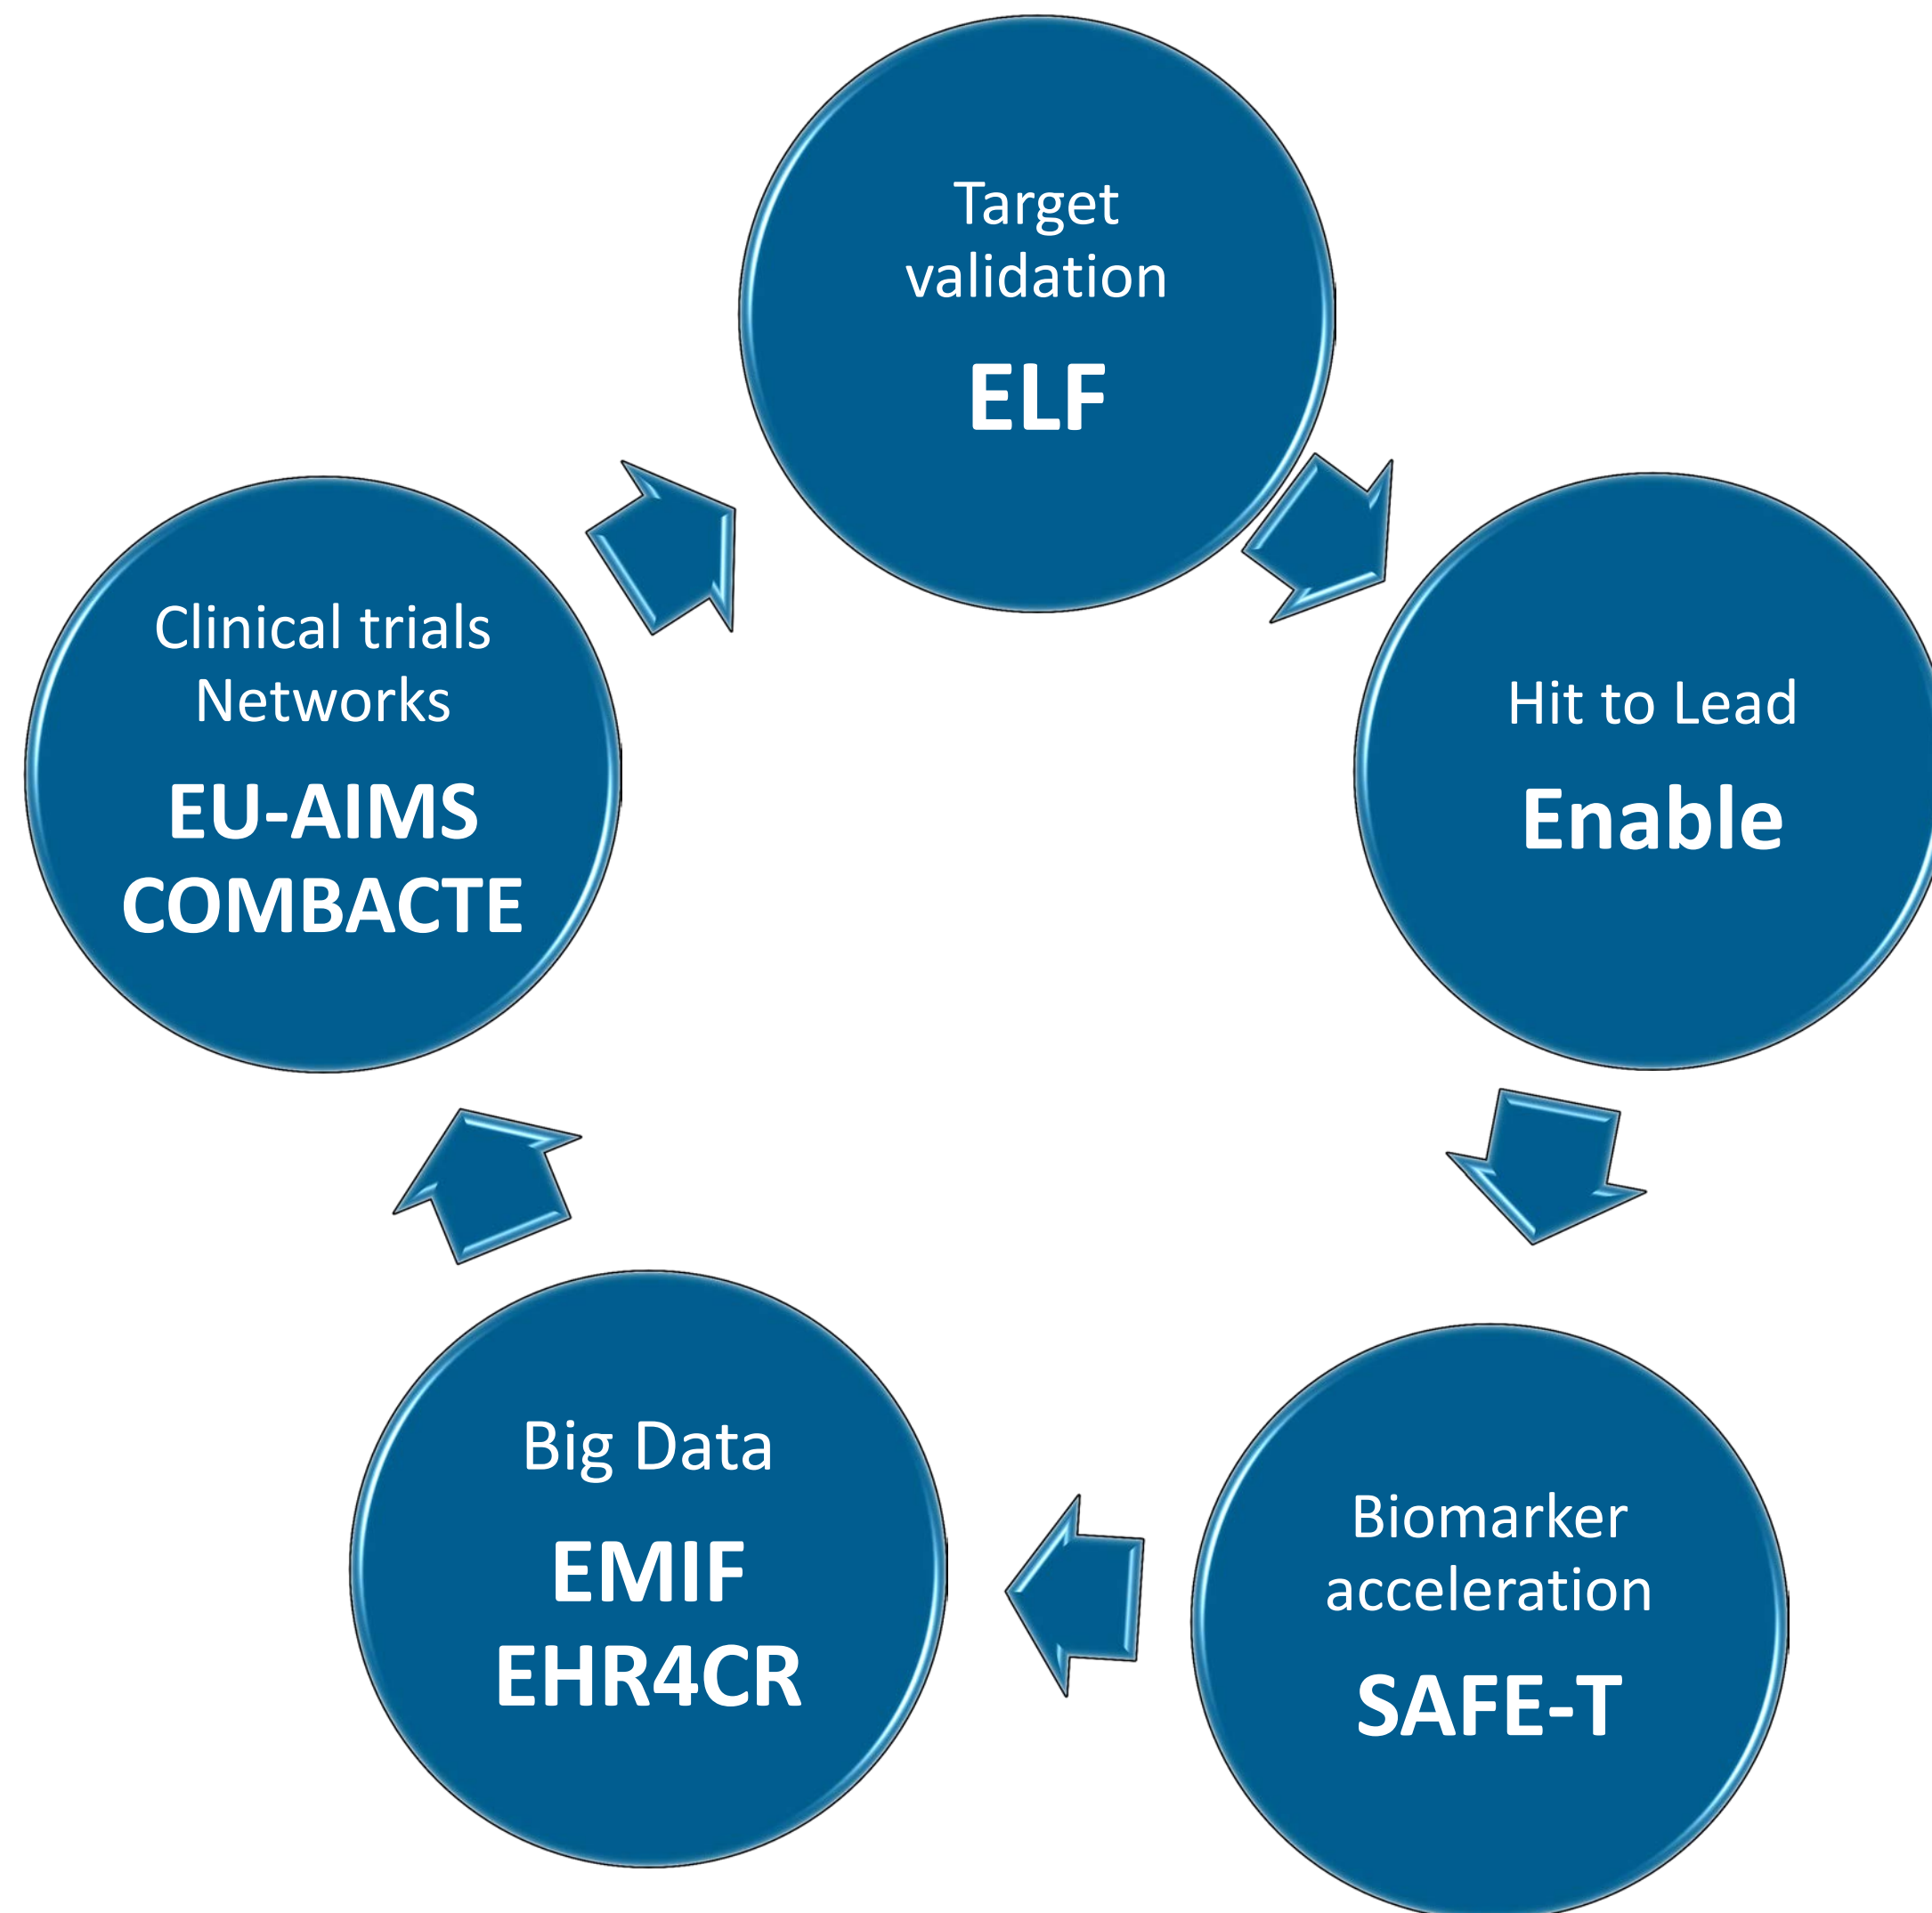 Target
validation
ELF
Hit to Lead
Enable
Biomarker
acceleration
SAFE-T
Big Data
EMIF
EHR4CR
Clinical trials
Networks
EU-AIMS
COMBACTE